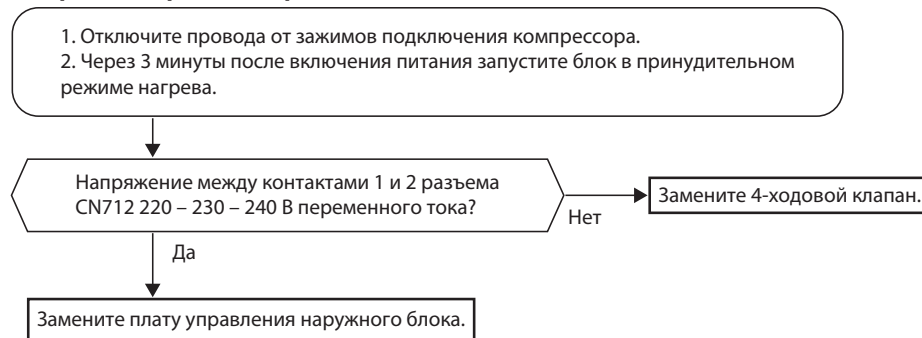 1. Отключите провода от зажимов подключения компрессора.
2. Через 3 минуты после включения питания запустите блок в принудительном
режиме нагрева.
Напряжение между контактами 1 и 2 разъема
CN712 220 – 230 – 240 В переменного тока?
Нет
Замените 4-ходовой клапан.
Да
Замените плату управления наружного блока.